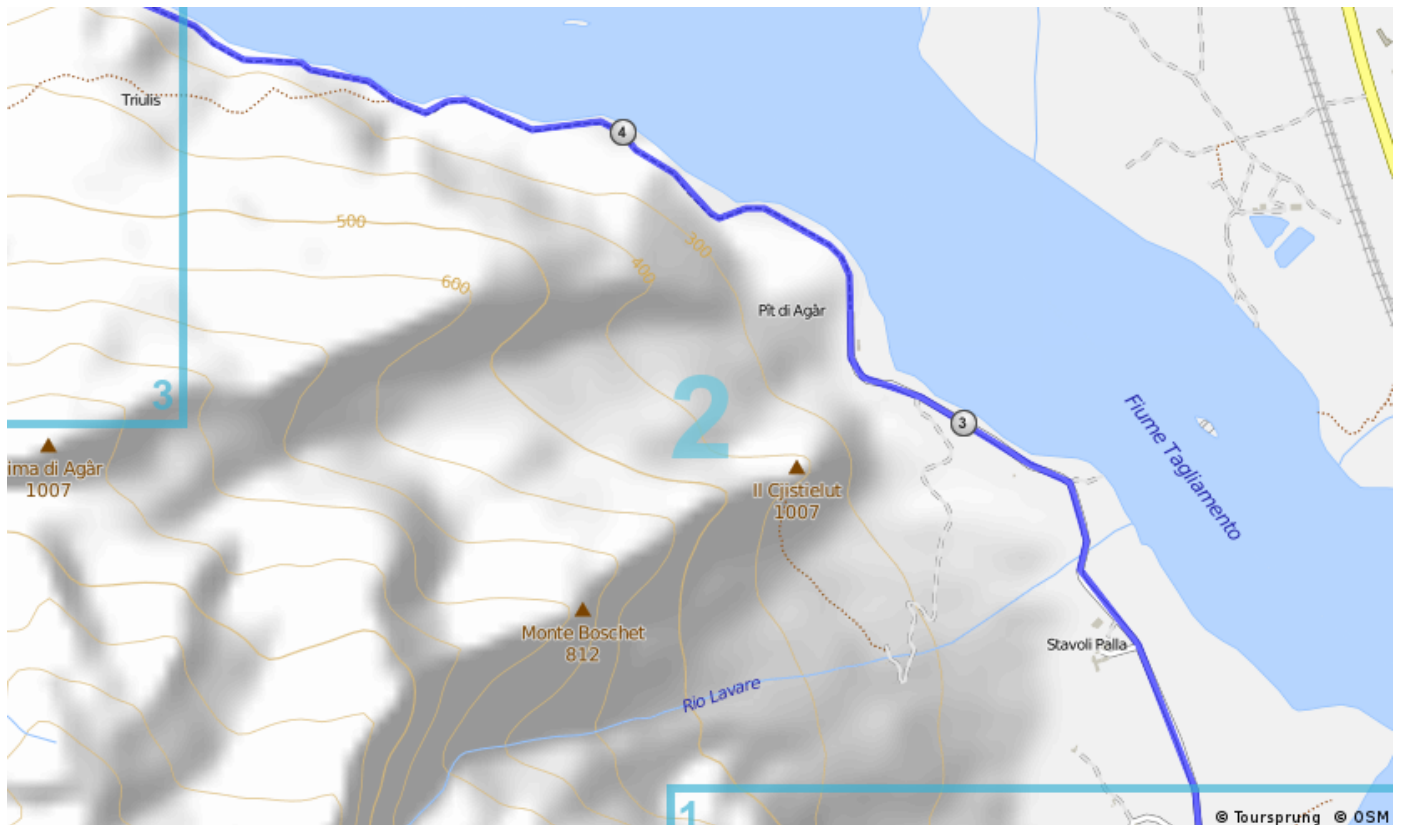 Triulis
4
500
300
400
600
Pît di Agâr
3
2
3
Fiume Tagliamento
ima di Agâr
1007
Il Cjistielut
1007
Monte Boschet
812
Stavoli Palla
Rio Lavare
1
© Toursprung © OSM